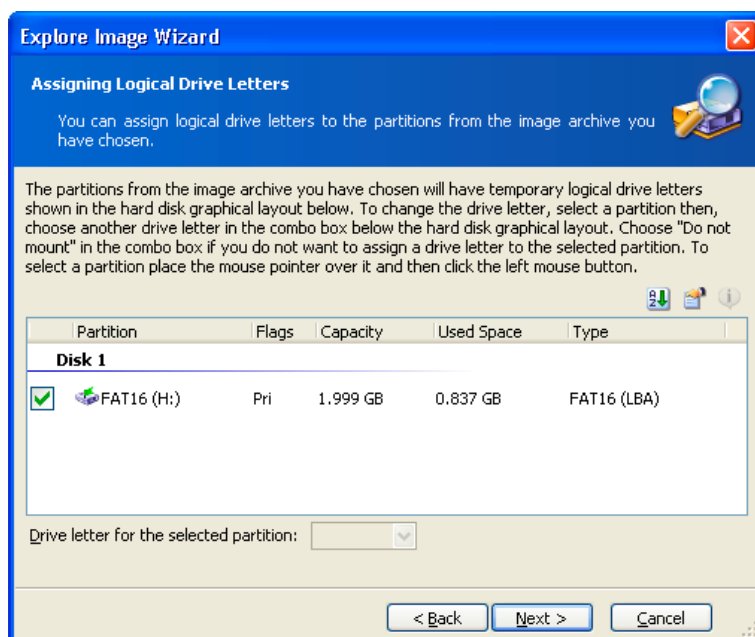 Explore Image Wizard
Assigning Logical Drive Letters
You can assign logical drive letters to the partitions from the image archive you
have chosen.
The partitions from the image archive you have chosen will have temporary logical drive letters
shown in the hard disk graphical layout below. To change the drive letter, select a partition then,
choose another drive letter in the combo box below the hard disk graphical layout. Choose "Do not
mount" in the combo box if you do not want to assign a drive letter to the selected partition. To
select a partition place the mouse pointer over it and then click the left mouse button.
Partition Flags Capacity Used Space Type
Disk 1
FAT16 (H:) Pri 1.999 GB 0.837 GB FAT16 (LBA)
Drive letter for the selected partition:
< Back Next > Cancel